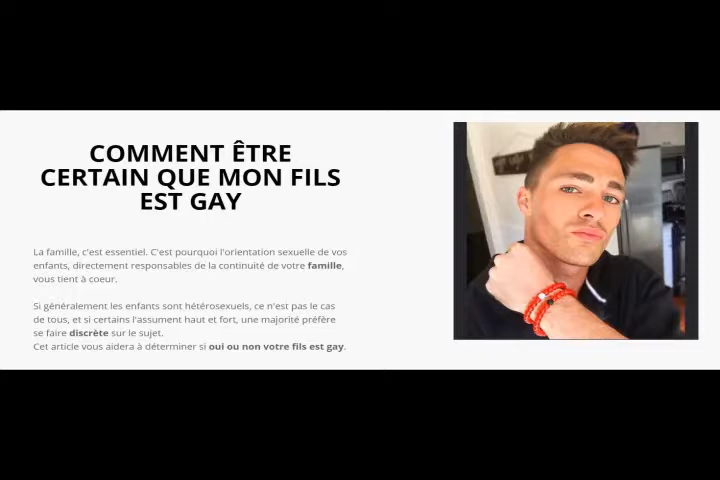 COMMENT ÊTRE
CERTAIN QUE MON FILS
EST GAY
La famille, c'est essentiel. C'est pourquoi l'orientation sexuelle de vos
enfants, directement responsables de la continuité de votre famille,
vous tient à coeur.
Si généralement les enfants sont hétérosexuels, ce n'est pas le cas
de tous, et si certains l'assument haut et fort, une majorité préfère
se faire discrète sur le sujet.
Cet article vous aidera à déterminer si oui ou non votre fils est gay.